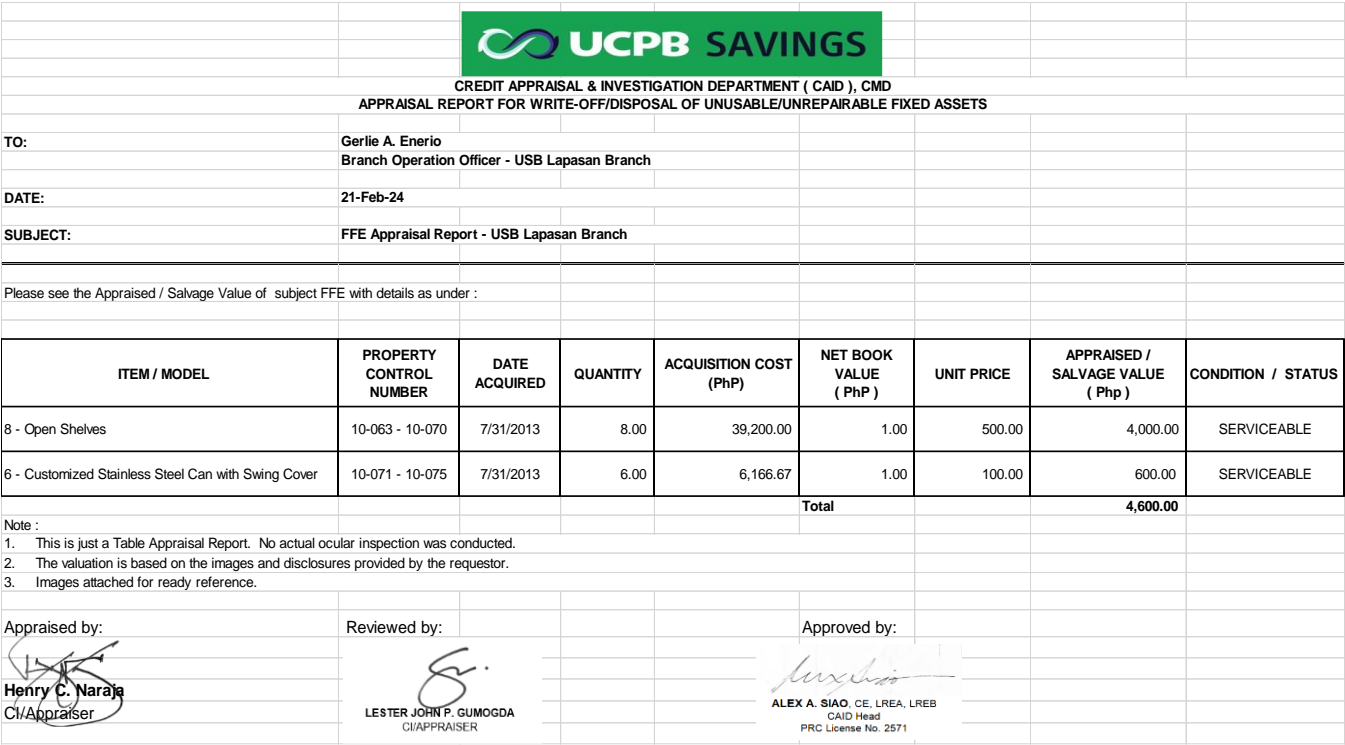 UCPB SAVINGS
CREDIT APPRAISAL & INVESTIGATION DEPARTMENT ( CAID ), CMD
APPRAISAL REPORT FOR WRITE-OFF/DISPOSAL OF UNUSABLE/UNREPAIRABLE FIXED ASSETS
TO: Gerlie A. Enerio
Branch Operation Officer - USB Lapasan Branch
DATE: 21-Feb-24
SUBJECT: FFE Appraisal Report - USB Lapasan Branch
Please see the Appraised / Salvage Value of subject FFE with details as under :
ITEM / MODEL PROPERTY CONTROL NUMBER DATE ACQUIRED QUANTITY ACQUISITION COST (PhP) NET BOOK VALUE ( PhP ) UNIT PRICE APPRAISED / SALVAGE VALUE ( Php ) CONDITION / STATUS
8 - Open Shelves 10-063 - 10-070 7/31/2013 8.00 39,200.00 1.00 500.00 4,000.00 SERVICEABLE
6 - Customized Stainless Steel Can with Swing Cover 10-071 - 10-075 7/31/2013 6.00 6,166.67 1.00 100.00 600.00 SERVICEABLE
Total 4,600.00
Note :
1. This is just a Table Appraisal Report. No actual ocular inspection was conducted.
2. The valuation is based on the images and disclosures provided by the requestor.
3. Images attached for ready reference.
Appraised by: Reviewed by: Approved by:
Henry C. Naraja
CI/Appraiser
LESTER JOHN P. GUMOGDA
CI/APPRAISER
ALEX A. SIAO, CE, LREA, LREB
CAID Head
PRC License No. 2571